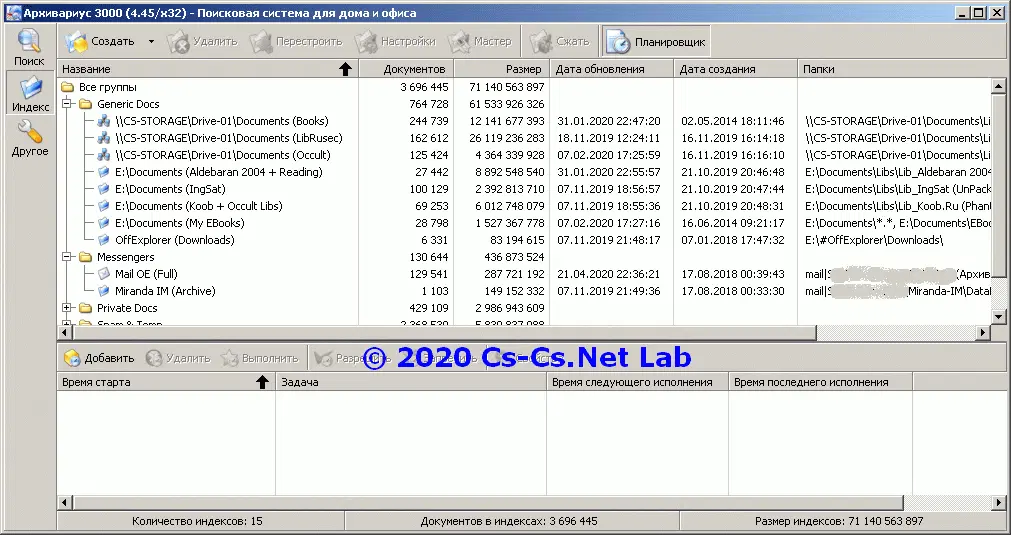 Архивариус 3000 (4.45/x32) - Поисковая система для дома и офиса
Создать Удалить Перестроить Настройки Мастер Сжать Планировщик
Поиск
Индекс
Другое
Название Документов Размер Дата обновления Дата создания Папки
Все группы 3 696 445 71 140 563 897
Generic Docs 764 728 61 533 926 326
\\CS-STORAGE\Drive-01\Documents (Books) 244 739 12 141 677 393 31.01.2020 22:47:20 02.05.2014 18:11:46 \\CS-STORAGE\Drive-01\Documents\Li
\\CS-STORAGE\Drive-01\Documents (LibRusec) 162 612 26 119 236 283 18.11.2019 12:24:11 16.11.2019 16:14:18 \\CS-STORAGE\Drive-01\Documents\Li
\\CS-STORAGE\Drive-01\Documents (Occult) 125 424 4 364 339 928 07.02.2020 17:25:59 16.11.2019 16:16:10 \\CS-STORAGE\Drive-01\Documents\Li
E:\Documents (Aldebaran 2004 + Reading) 27 442 8 892 548 540 31.01.2020 22:55:57 21.10.2019 20:46:48 E:\Documents\Libs\Lib_Aldebaran 2004
E:\Documents (IngSat) 100 129 2 392 813 710 07.11.2019 18:56:57 21.10.2019 20:47:44 E:\Documents\Libs\Lib_IngSat (UnPack
E:\Documents (Koob + Occult Libs) 69 253 6 012 748 079 07.11.2019 18:55:36 21.10.2019 20:48:31 E:\Documents\Libs\Lib_Koob.Ru (Phant
E:\Documents (My EBooks) 28 798 1 527 367 778 07.02.2020 17:27:16 16.06.2014 09:21:17 E:\Documents\*.*, E:\Documents\EBo
OffExplorer (Downloads) 6 331 83 194 615 07.11.2019 21:48:17 07.01.2018 17:47:32 E:\#OffExplorer\Downloads\
Messengers 130 644 436 873 524
Mail OE (Full) 129 541 287 721 192 21.04.2020 22:36:21 17.08.2018 00:39:43 mail|S (Архив
Miranda IM (Archive) 1 103 149 152 332 07.11.2019 21:49:36 17.08.2018 00:33:30 mail|S Miranda-IM\Datal
Private Docs 429 109 2 986 943 609
Spam & Temp 2 368 530 5 830 837 088
Добавить Удалить Выполнить
© 2020 Cs-Cs.Net Lab
Время старта Задача Время следующего исполнения Время последнего исполнения
Количество индексов: 15 Документов в индексах: 3 696 445 Размер индексов: 71 140 563 897